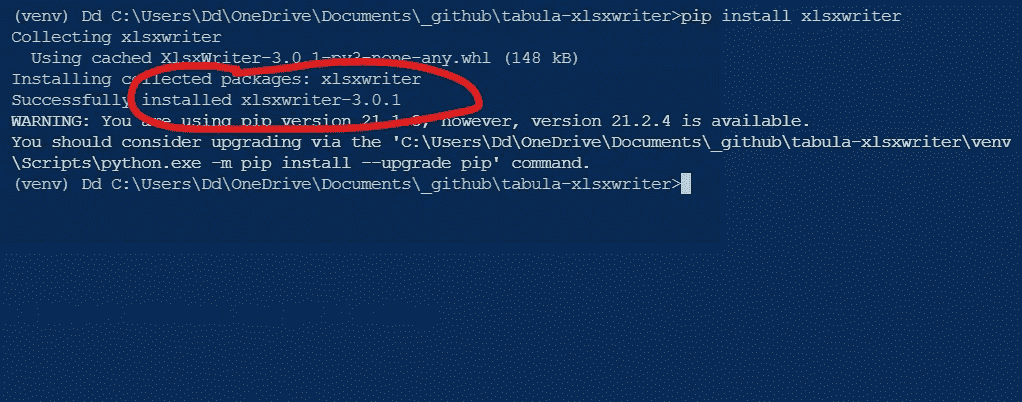 (venv) Dd C:\Users\Dd\OneDrive\Documents\_github\tabula-xlsxwriter>pip install xlsxwriter
Collecting xlsxwriter
Using cached XlsxWriter-3.0.1-py3-none-any.whl (148 kB)
Installing collected packages: xlsxwriter
Successfully installed xlsxwriter-3.0.1
WARNING: You are using pip version 21.1.3; however, version 21.2.4 is available.
You should consider upgrading via the 'C:\Users\Dd\OneDrive\Documents\_github\tabula-xlsxwriter\venv
\Scripts\python.exe -m pip install --upgrade pip' command.
(venv) Dd C:\Users\Dd\OneDrive\Documents\_github\tabula-xlsxwriter>